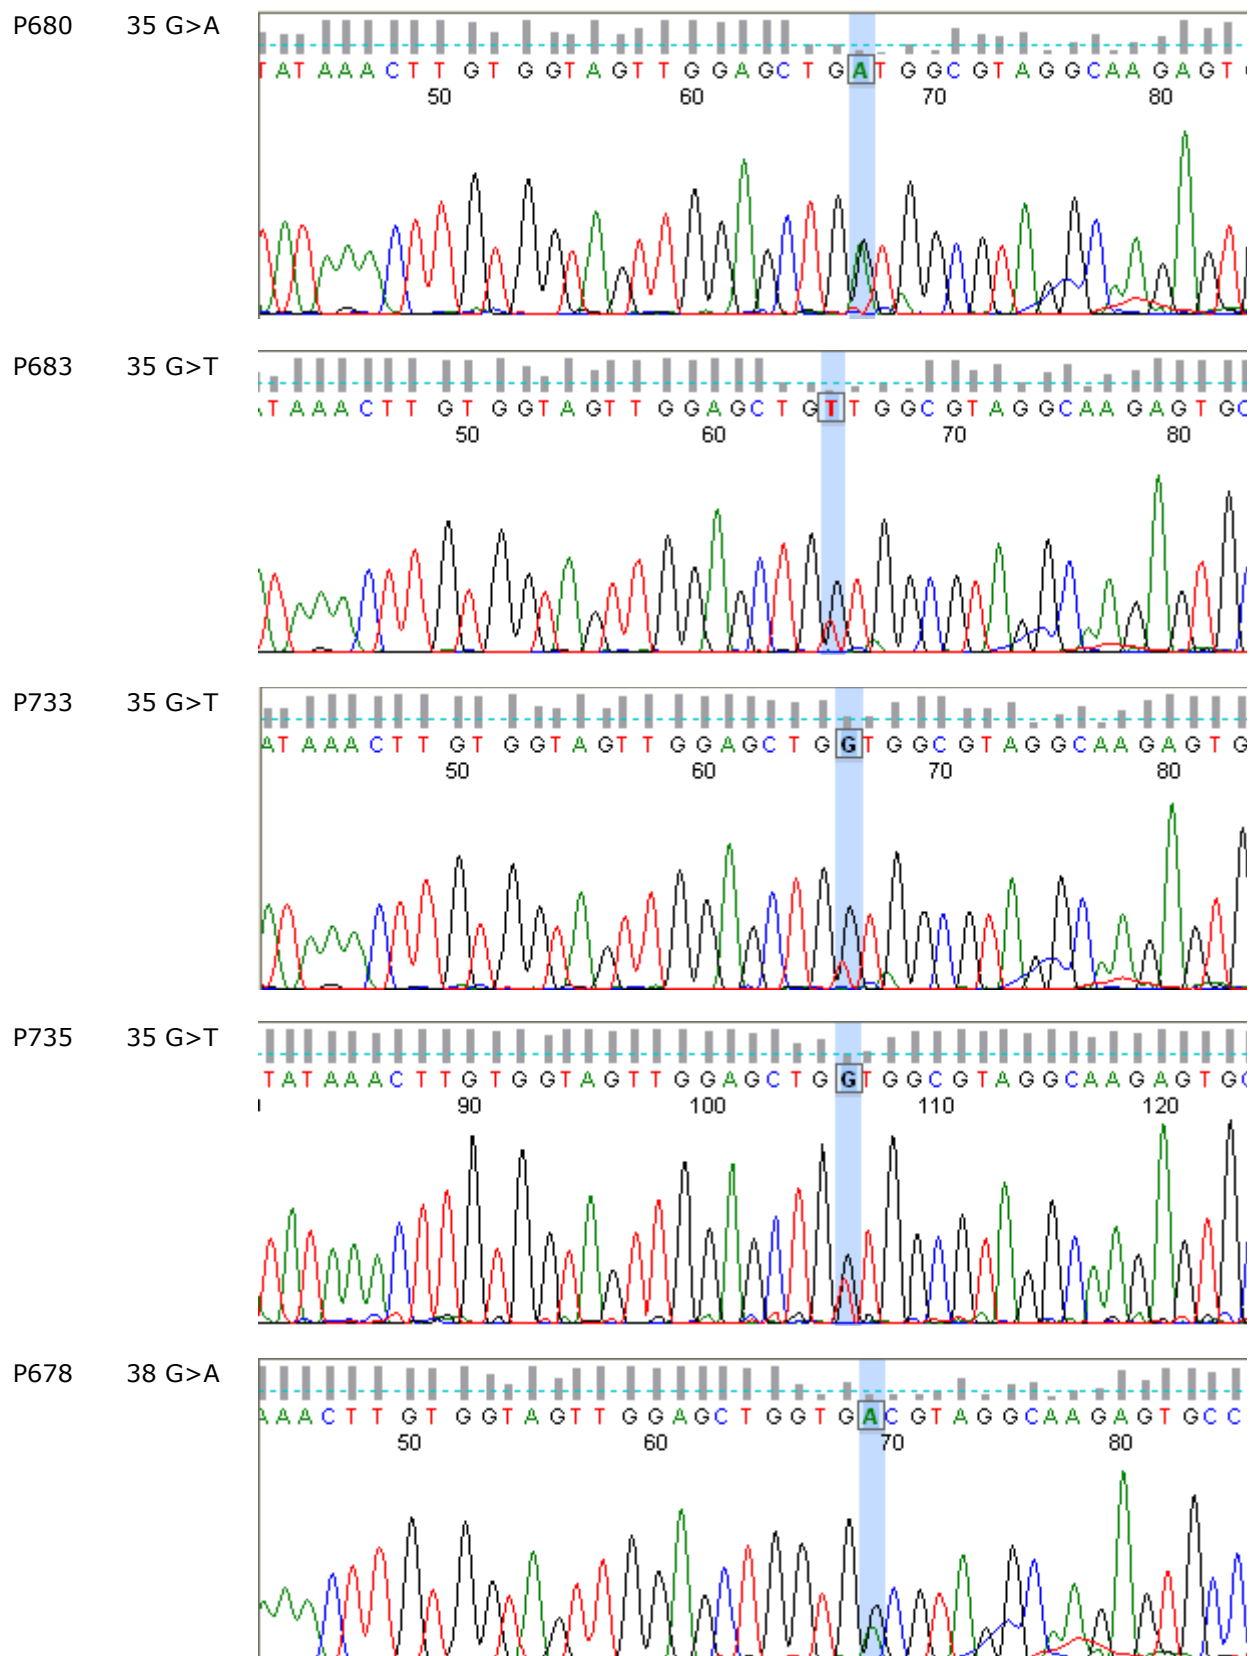 P680 35 G>A
TATAAACTTGTGGTAGTTGGAGCTGATGGCGTAGGCAAGAGT
50 60 70 80
P683 35 G>T
TAAACTTGTGGTAGTTGGAGCTGTTGGCGTAGGCAAGAGTGC
50 60 70 80
P733 35 G>T
ATAAACTTGTGGTAGTTGGAGCTGGTGGCGTAGGCAAGAGTG
50 60 70 80
P735 35 G>T
TATAAACTTGTGGTAGTTGGAGCTGGTGGCGTAGGCAAGAGTGC
90 100 110 120
P678 38 G>A
AAACTTGTGGTAGTTGGAGCTGGTGACGTAGGCAAGAGTGCC
50 60 70 80